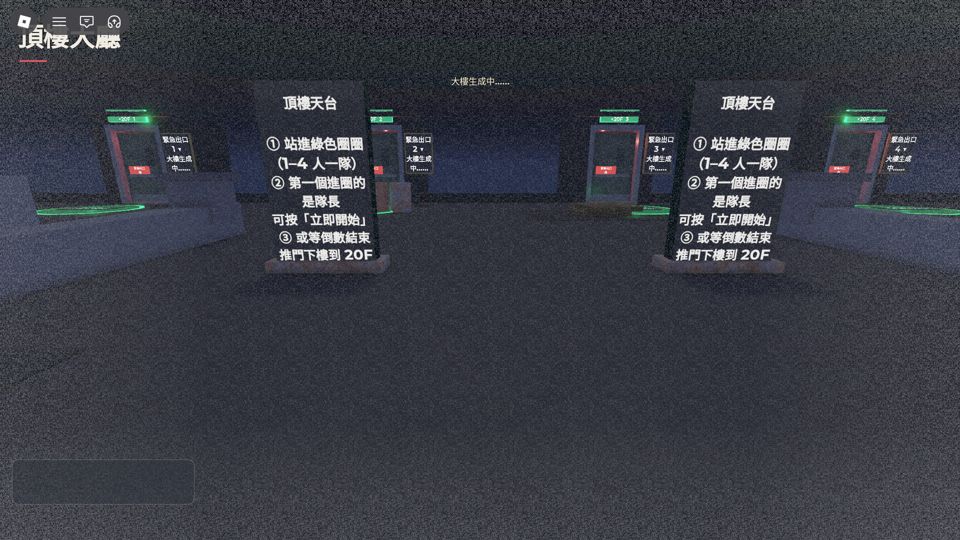 頂樓大廳
大樓生成中......
頂樓天台
① 站進綠色圈圈
（1–4 人一隊）
② 第一個進圈的
是隊長
可按「立即開始」
③ 或等倒數結束
推門下樓到 20F
頂樓天台
① 站進綠色圈圈
（1–4 人一隊）
② 第一個進圈的
是隊長
可按「立即開始」
③ 或等倒數結束
推門下樓到 20F
緊急出口
1
大樓生成
中......
緊急出口
2
大樓生成
中......
緊急出口
3
大樓生成
中......
緊急出口
4
大樓生成
中......